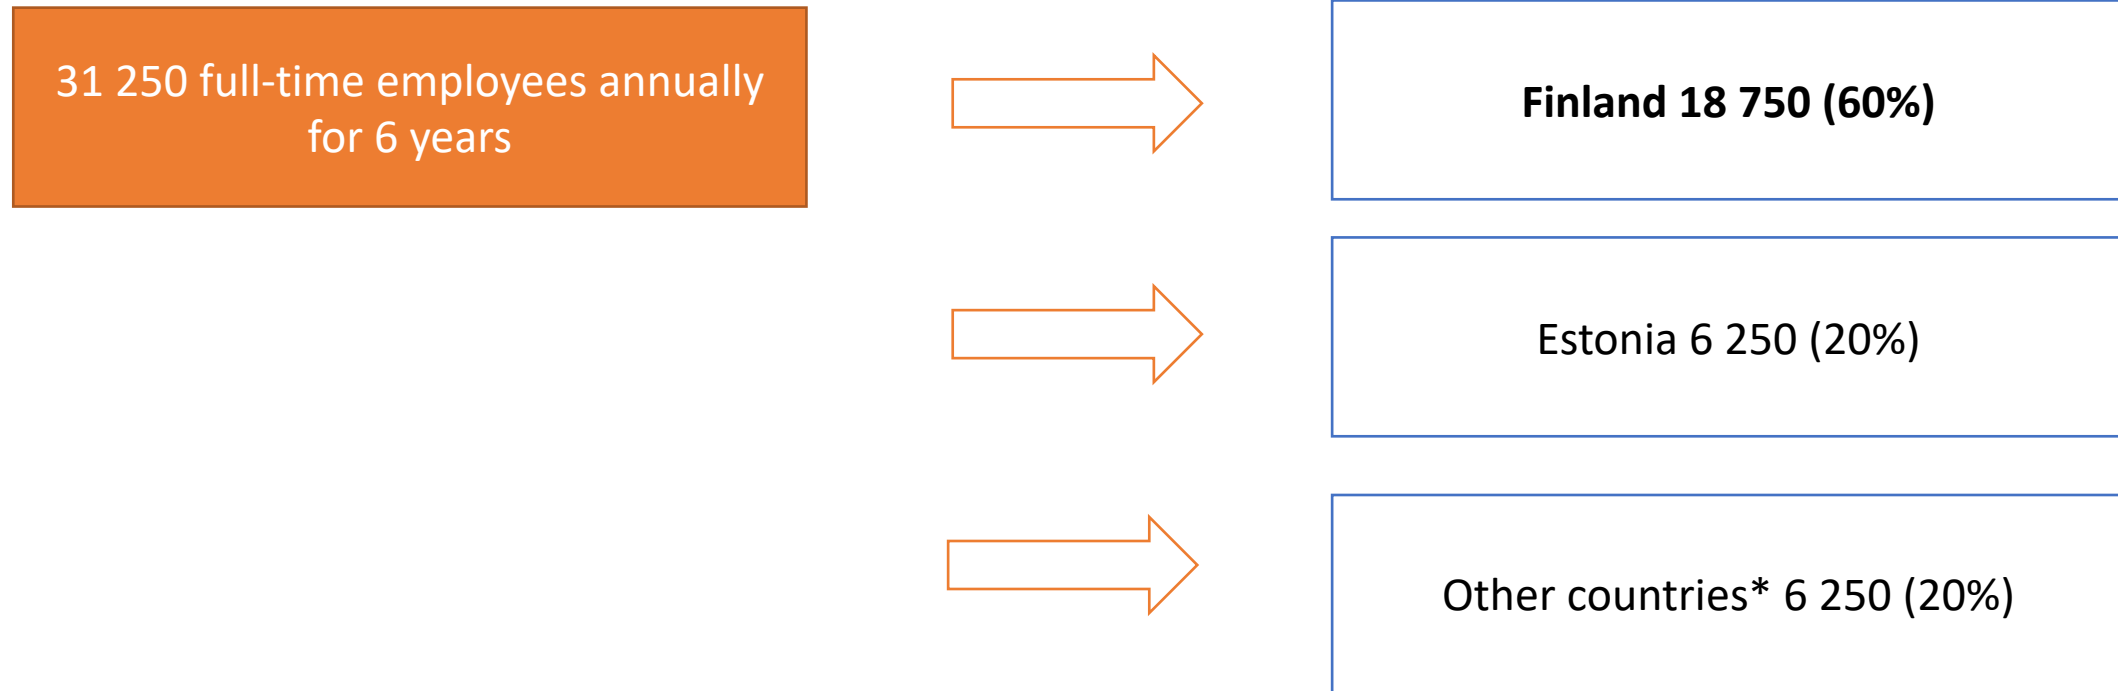 31 250 full-time employees annually
for 6 years
Finland 18 750 (60%)
Estonia 6 250 (20%)
Other countries* 6 250 (20%)